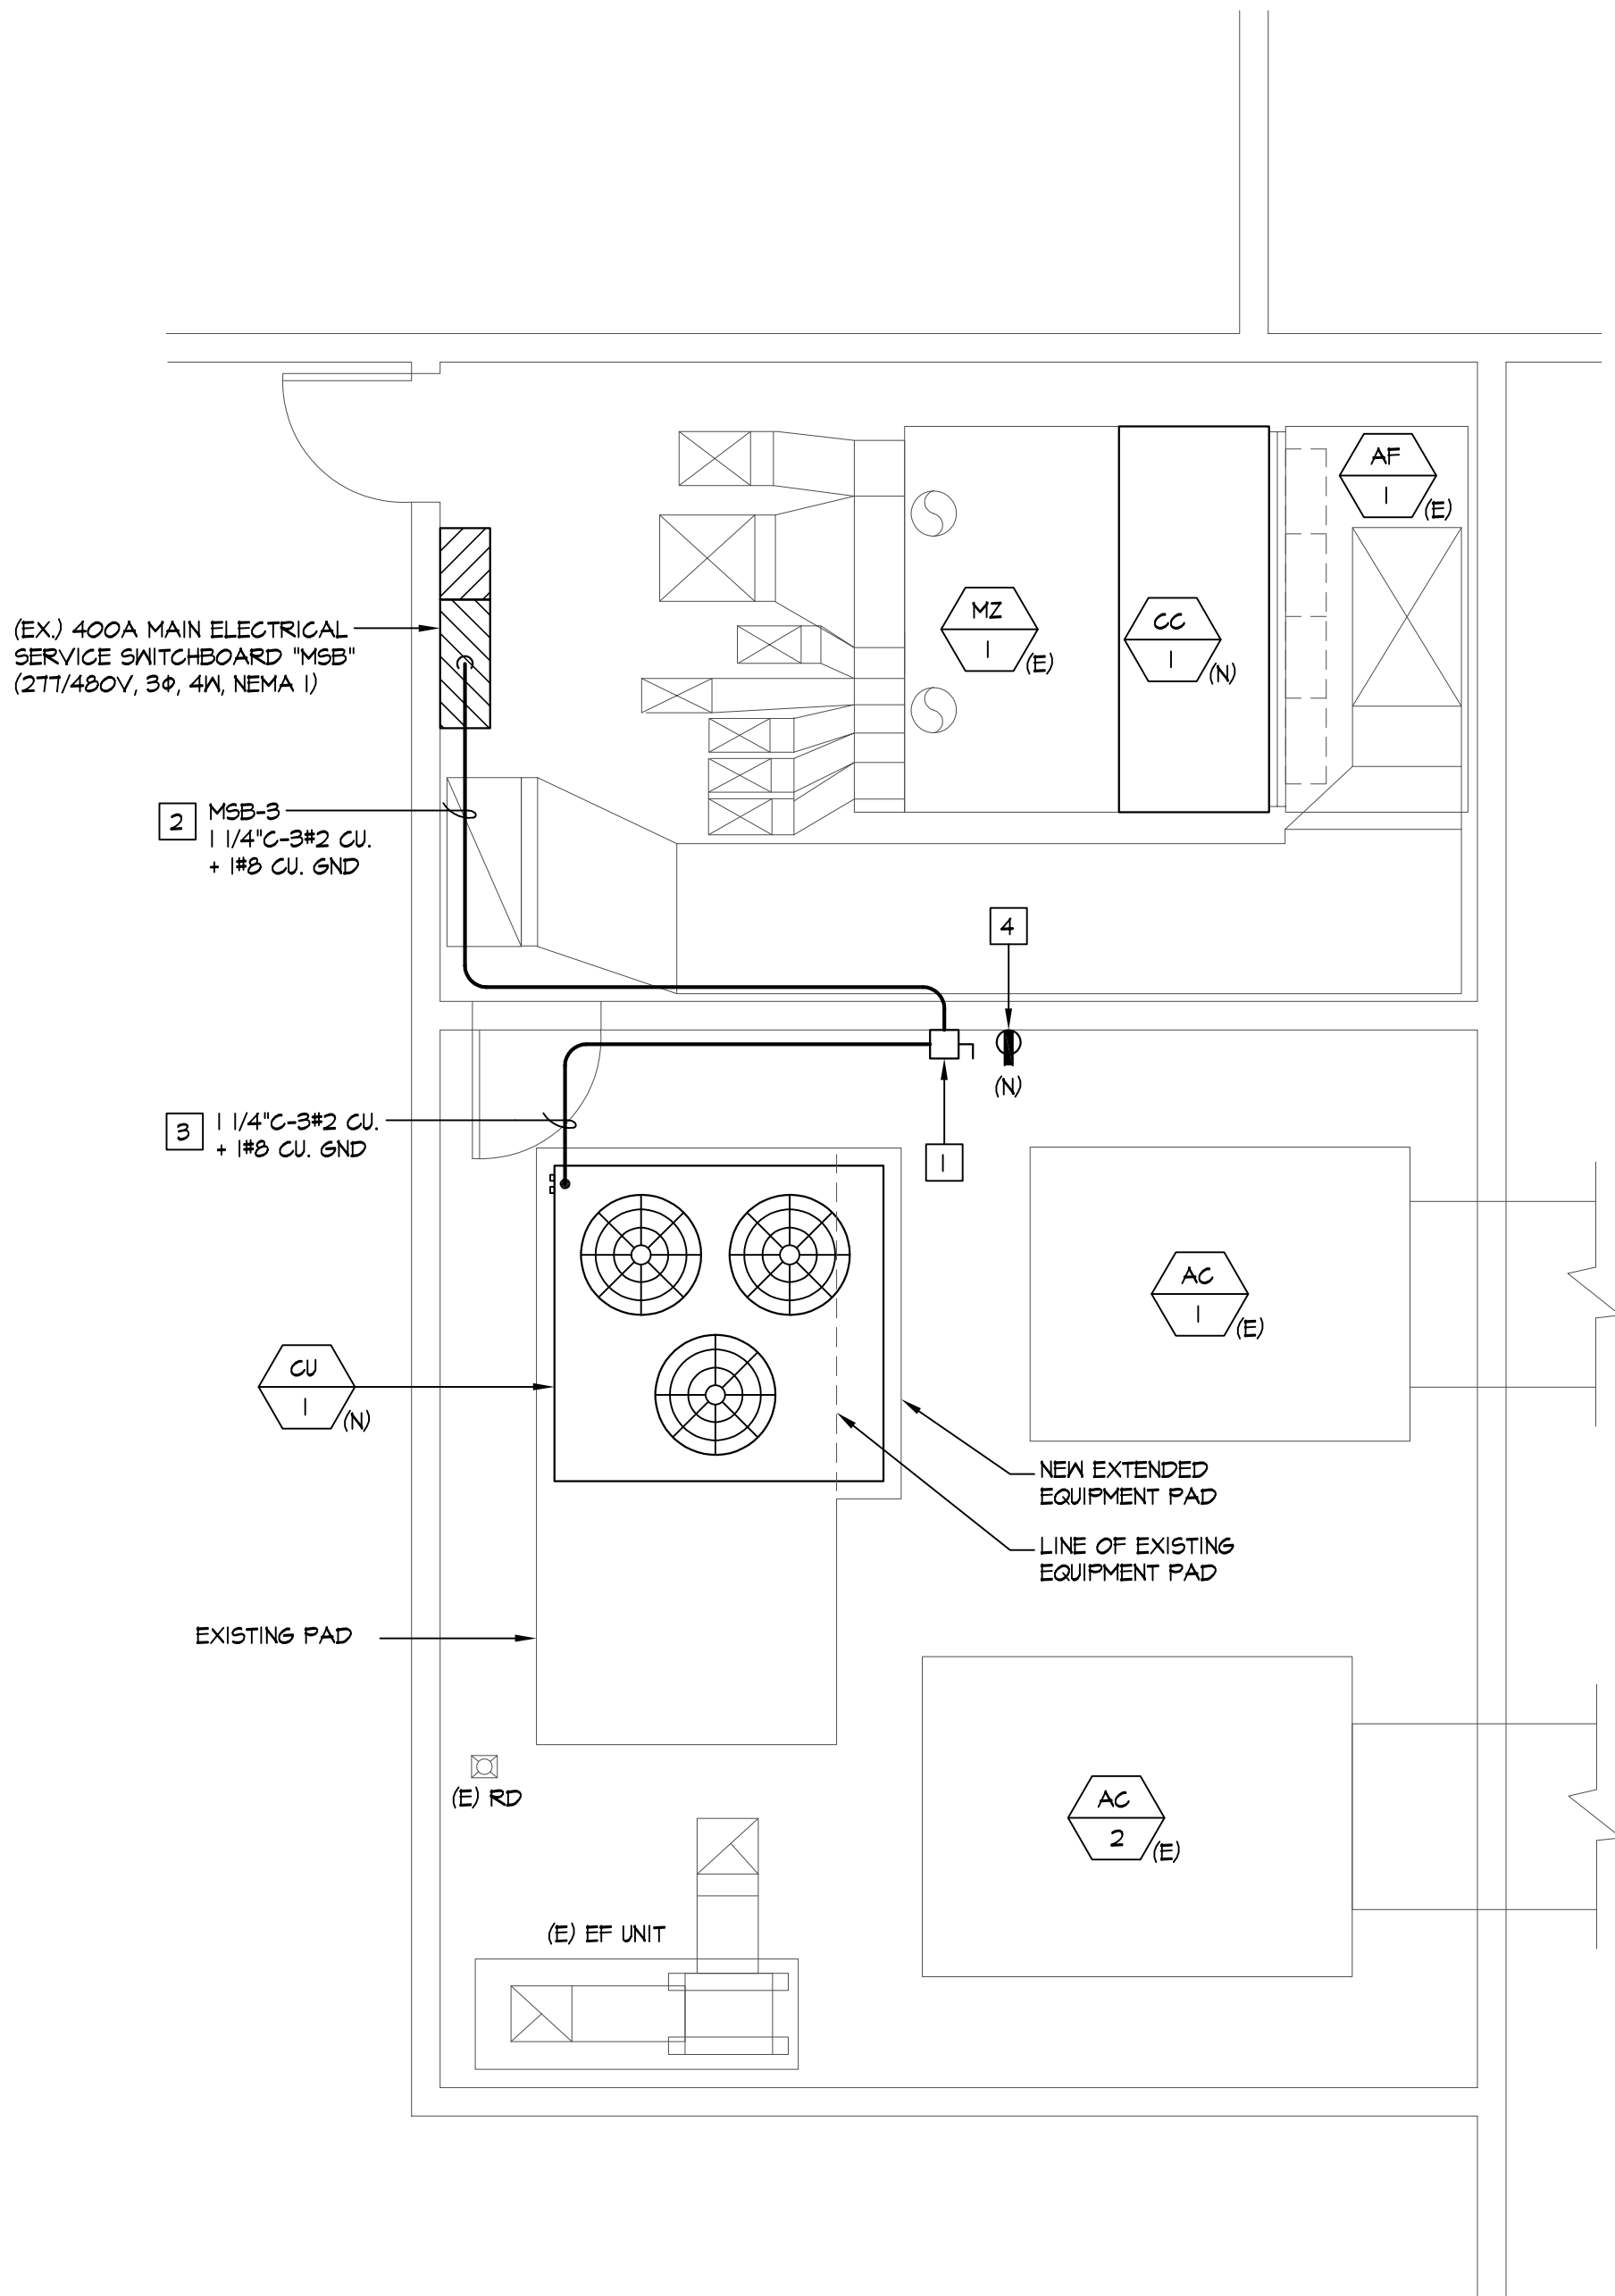 AF
1
(E)
MZ
1
(E)
CC
1
(N)
(EX.) 400A MAIN ELECTRICAL
SERVICE SWITCHBOARD "MSB"
(277/480V, 3Φ, 4W, NEMA 1)
2
MSB-3
1 1/4"C-3#2 CU.
+ 1#8 CU. GND
4
(N)
3
1 1/4"C-3#2 CU.
+ 1#8 CU. GND
1
AC
1
(E)
CU
1
(N)
NEW EXTENDED
EQUIPMENT PAD
LINE OF EXISTING
EQUIPMENT PAD
EXISTING PAD
(E) RD
AC
2
(E)
(E) EF UNIT